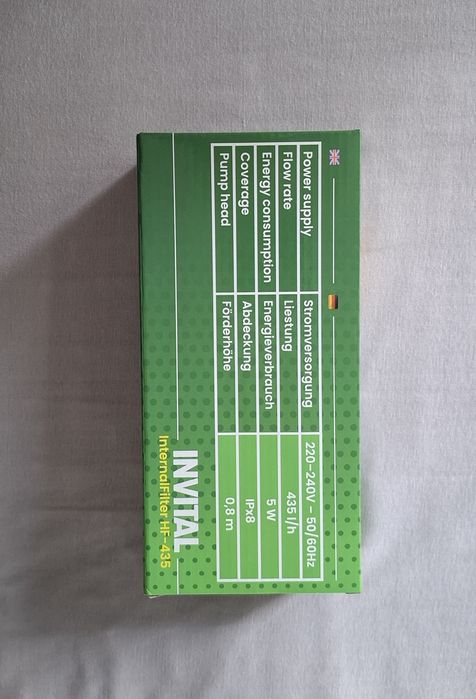 Power supply Stromversorgung 220-240V - 50/60Hz
Flow rate Liestung 435 l/h
Energy consumption Energieverbrauch 5 W
Coverage Abdeckung IPx8
Pump head Förderhöhe 0,8 m
INVITAL
InternalFilter HF-435